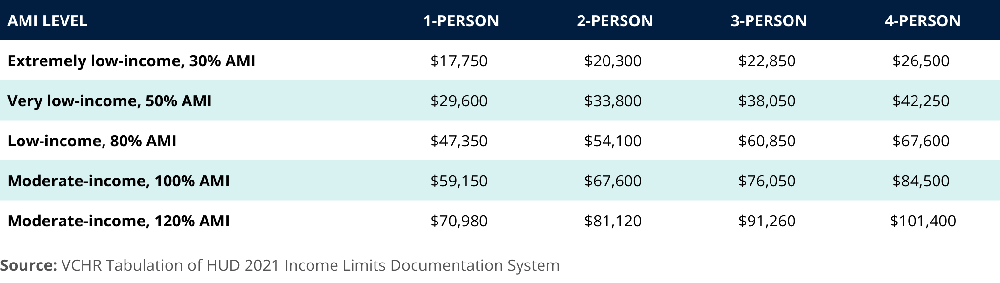 AMI LEVEL 1-PERSON 2-PERSON 3-PERSON 4-PERSON
Extremely low-income, 30% AMI $17,750 $20,300 $22,850 $26,500
Very low-income, 50% AMI $29,600 $33,800 $38,050 $42,250
Low-income, 80% AMI $47,350 $54,100 $60,850 $67,600
Moderate-income, 100% AMI $59,150 $67,600 $76,050 $84,500
Moderate-income, 120% AMI $70,980 $81,120 $91,260 $101,400
Source: VCHR Tabulation of HUD 2021 Income Limits Documentation System